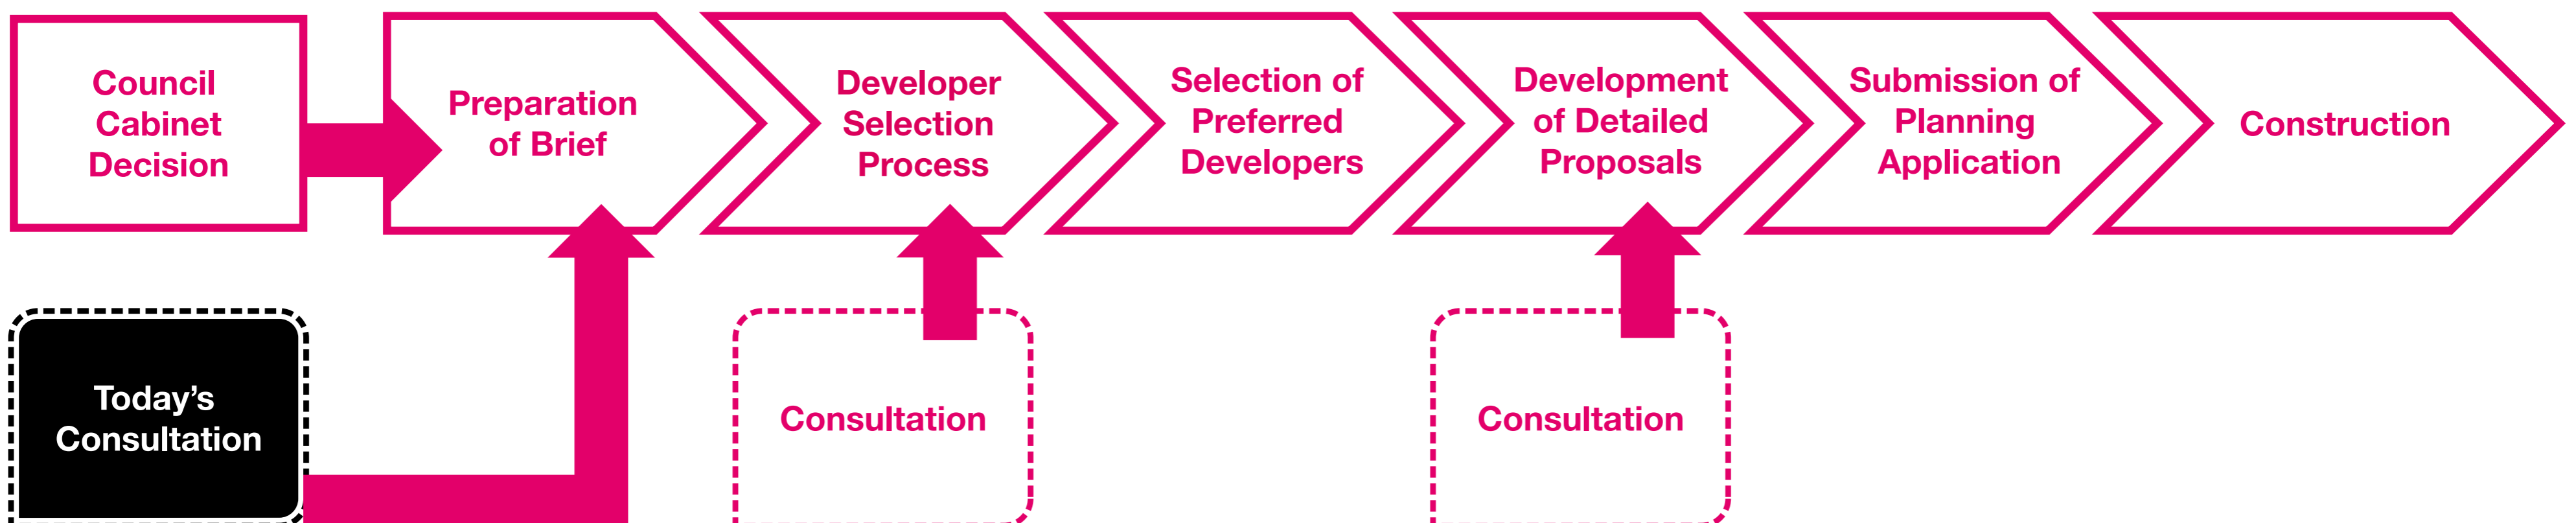 Council
Cabinet
Decision
Preparation
of Brief
Developer
Selection
Process
Selection of
Preferred
Developers
Development
of Detailed
Proposals
Submission of
Planning
Application
Construction
Today’s
Consultation
Consultation
Consultation